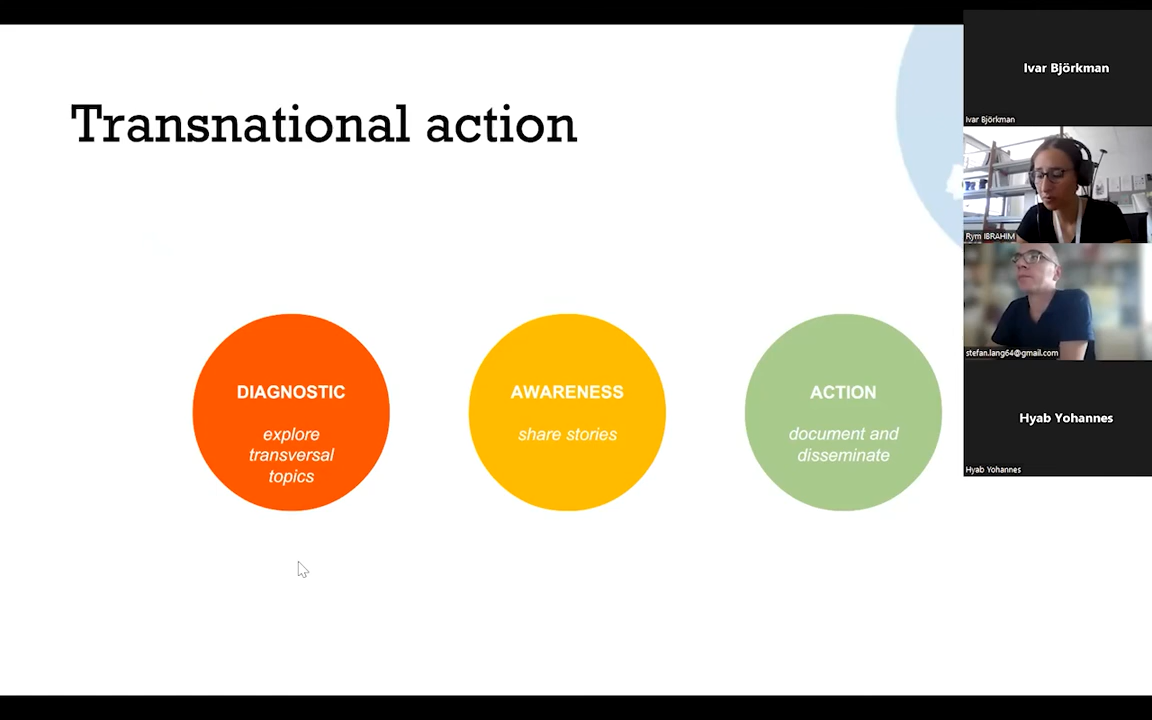 Transnational action
DIAGNOSTIC
explore
transversal
topics
AWARENESS
share stories
ACTION
document and
disseminate
Ivar Björkman
Ivar Björkman
Rym IBRAHIM
stefan.lang64@gmail.com
Hyab Yohannes
Hyab Yohannes